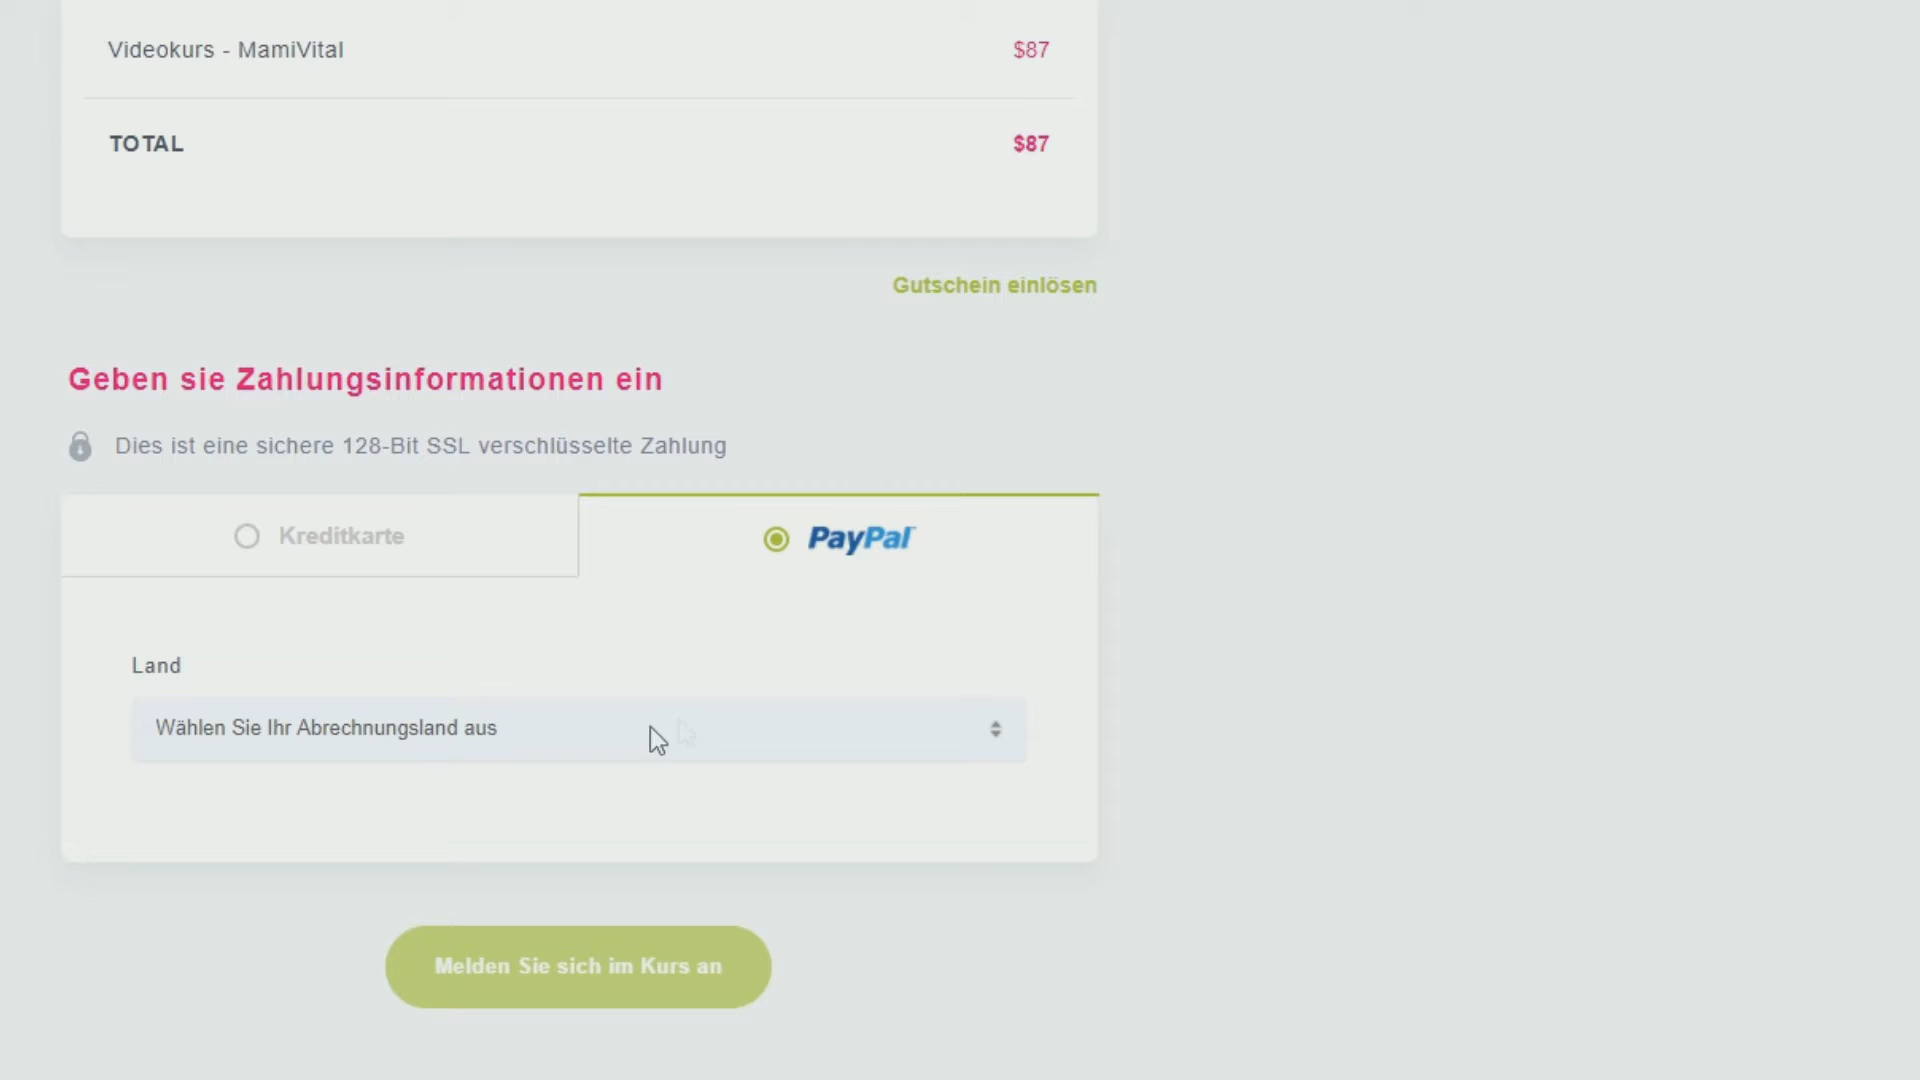 Videokurs - MamiVital $87
TOTAL $87
Gutschein einlösen
Geben sie Zahlungsinformationen ein
Dies ist eine sichere 128-Bit SSL verschlüsselte Zahlung
Kreditkarte PayPal
Land
Wählen Sie Ihr Abrechnungsland aus
Melden Sie sich im Kurs an